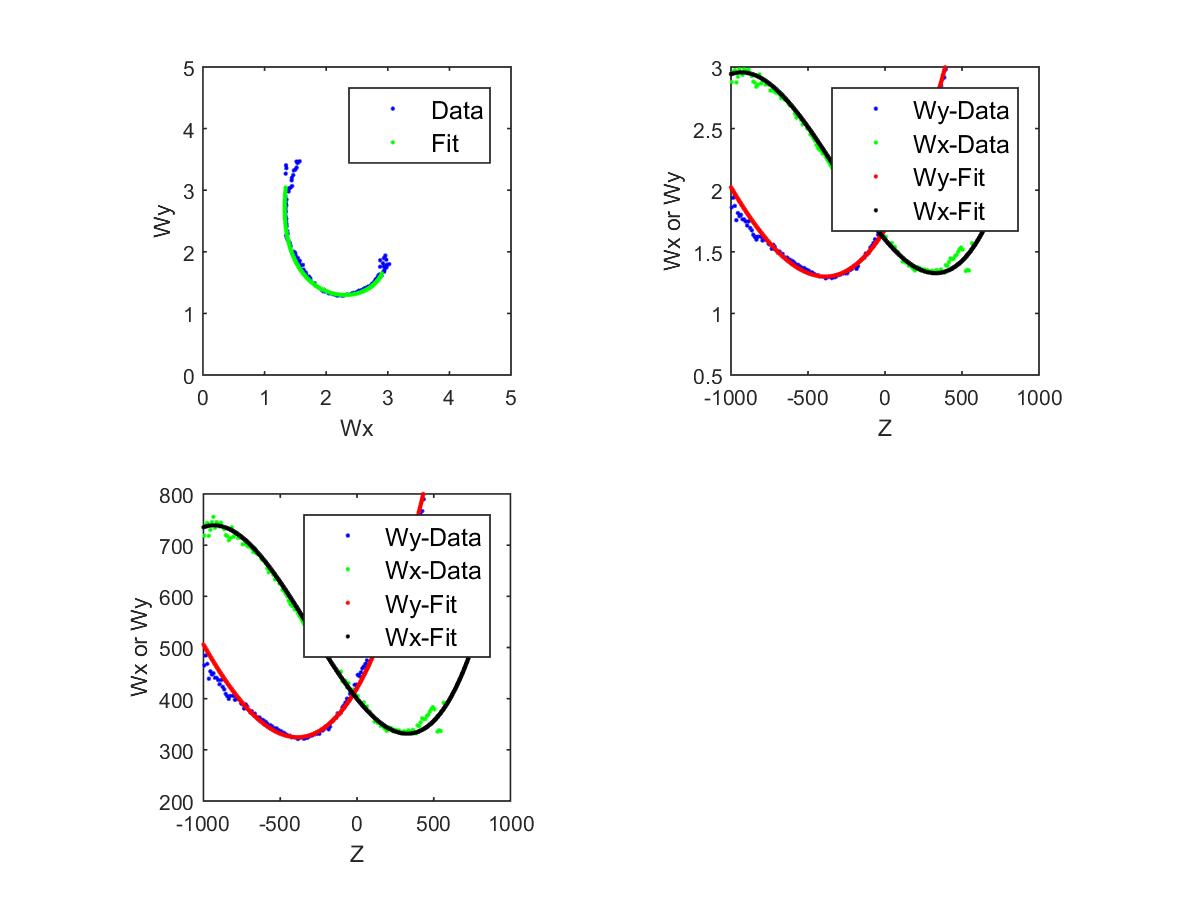 5
4
3
2
1
0
0 1 2 3 4 5
Wy
Wx
Data
Fit
3
2.5
2
1.5
1
0.5
-1000 -500 0 500 1000
Wx or Wy
Z
Wy-Data
Wx-Data
Wy-Fit
Wx-Fit
800
700
600
500
400
300
200
-1000 -500 0 500 1000
Wx or Wy
Z
Wy-Data
Wx-Data
Wy-Fit
Wx-Fit